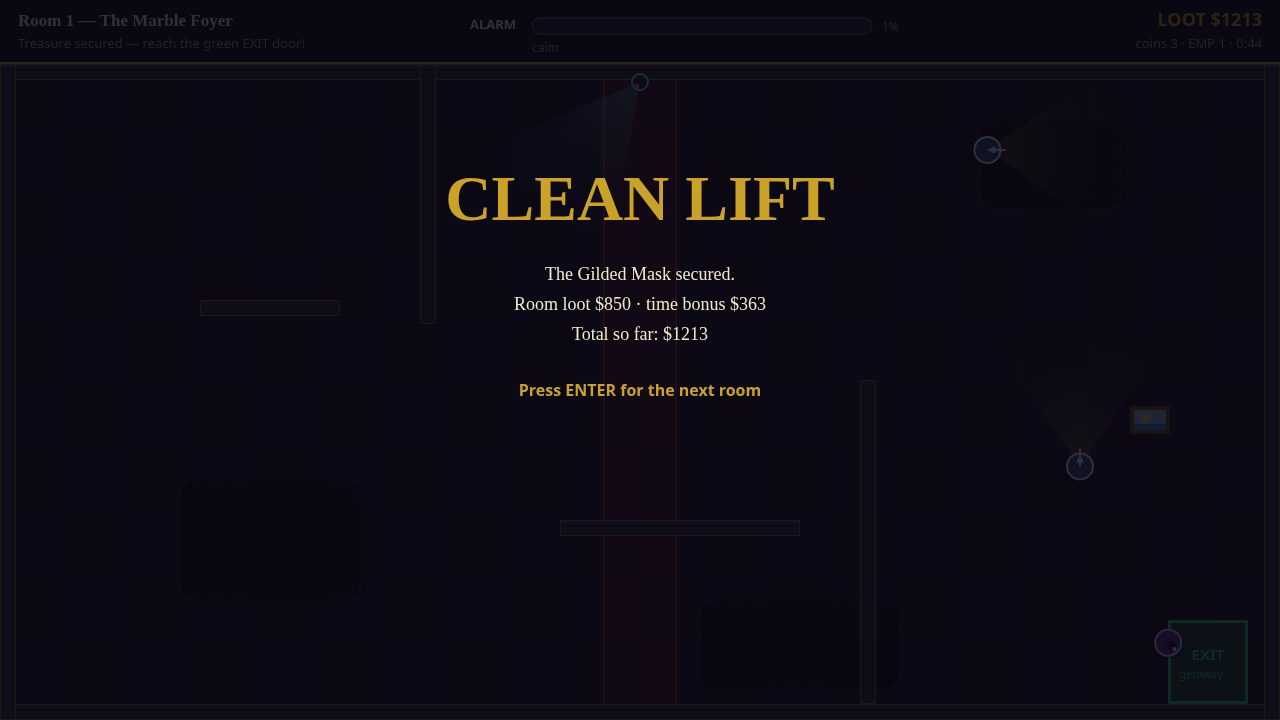 Room 1 — The Marble Foyer
Treasure secured — reach the green EXIT door!
ALARM
1%
calm
LOOT $1213
coins 3 · EMP 1 · 0:44
CLEAN LIFT
The Gilded Mask secured.
Room loot $850 · time bonus $363
Total so far: $1213
Press ENTER for the next room
EXIT
getaway →